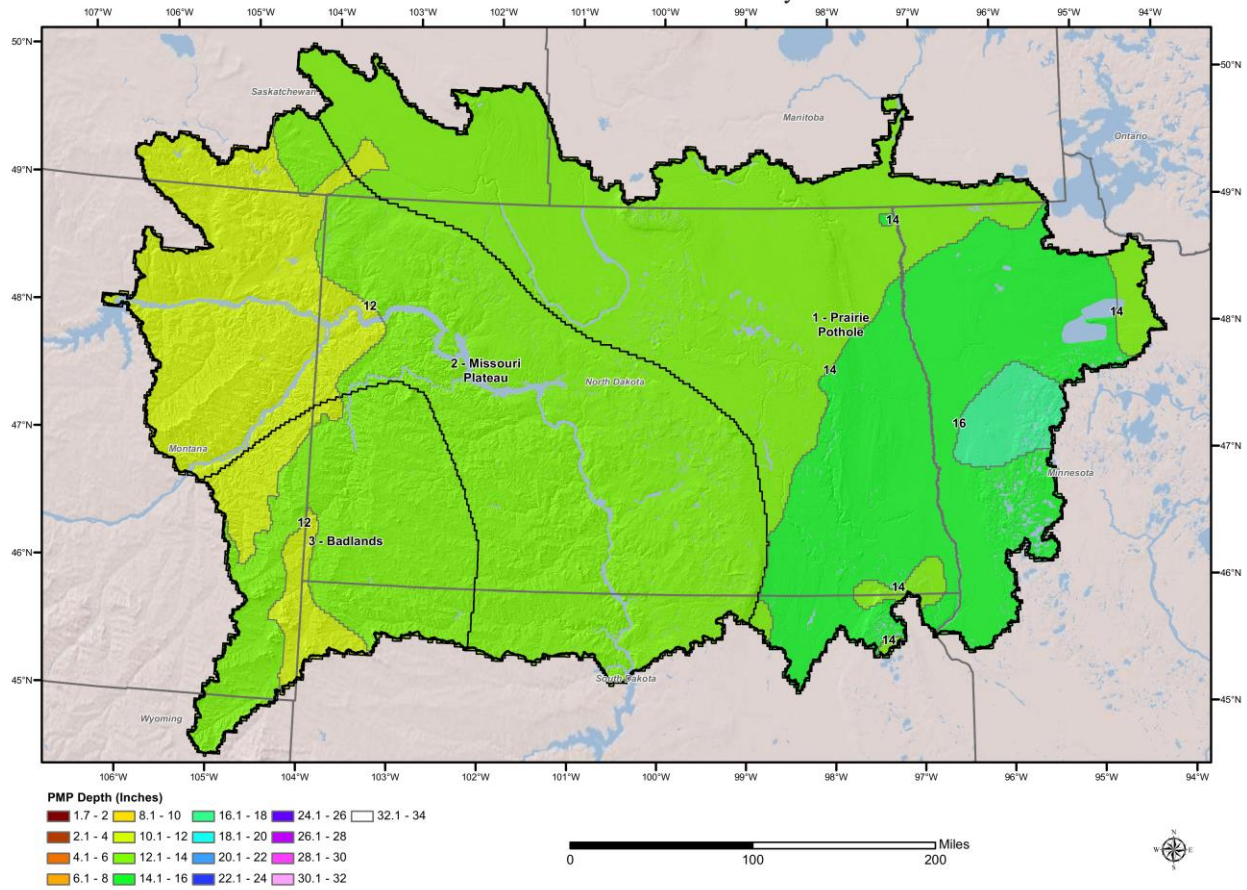 107°W 106°W 105°W 104°W 103°W 102°W 101°W 100°W 99°W 98°W 97°W 96°W 95°W 94°W
50°N 50°N
Saskatchewan
Manitoba
Ontario
49°N 49°N
14
48°N 48°N
12
14
1 - Prairie
Pothole
2 - Missouri
Plateau
North Dakota
14
47°N 47°N
16
Montana
Minnesota
12
3 - Badlands
46°N 46°N
14
14
45°N 45°N
South Dakota
Wyoming
106°W 105°W 104°W 103°W 102°W 101°W 100°W 99°W 98°W 97°W 96°W 95°W 94°W
PMP Depth (Inches)
1.7 - 2 8.1 - 10 16.1 - 18 24.1 - 26 32.1 - 34
2.1 - 4 10.1 - 12 18.1 - 20 26.1 - 28
4.1 - 6 12.1 - 14 20.1 - 22 28.1 - 30
6.1 - 8 14.1 - 16 22.1 - 24 30.1 - 32
Miles
0 100 200
N
W E
S